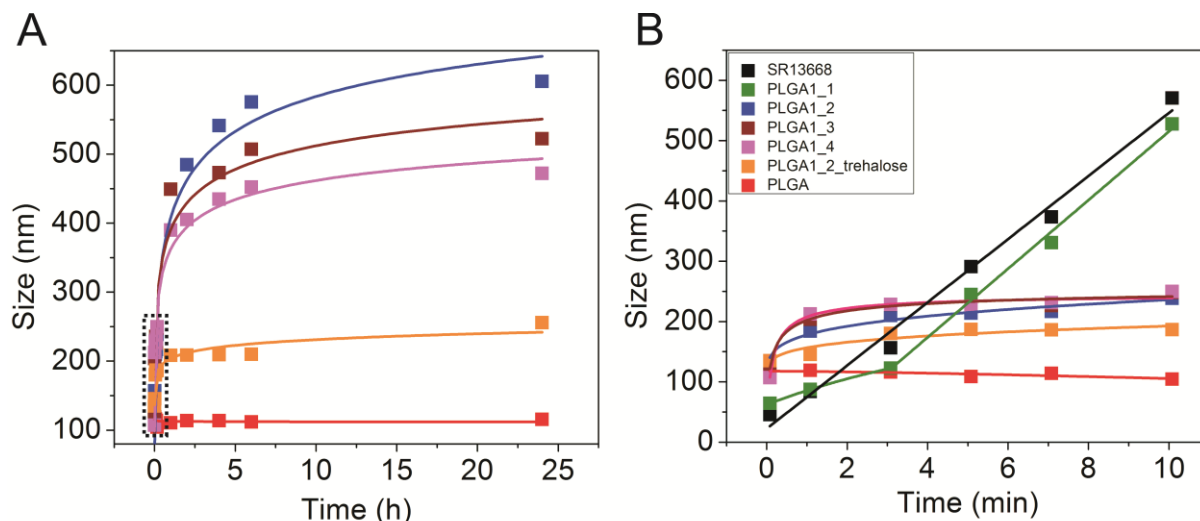 A
600
500
400
300
200
100
Size (nm)
0
5
10
15
20
25
Time (h)
B
SR13668
PLGA1_1
PLGA1_2
PLGA1_3
PLGA1_4
PLGA1_2_trehalose
PLGA
600
500
400
300
200
100
0
Size (nm)
0
2
4
6
8
10
Time (min)